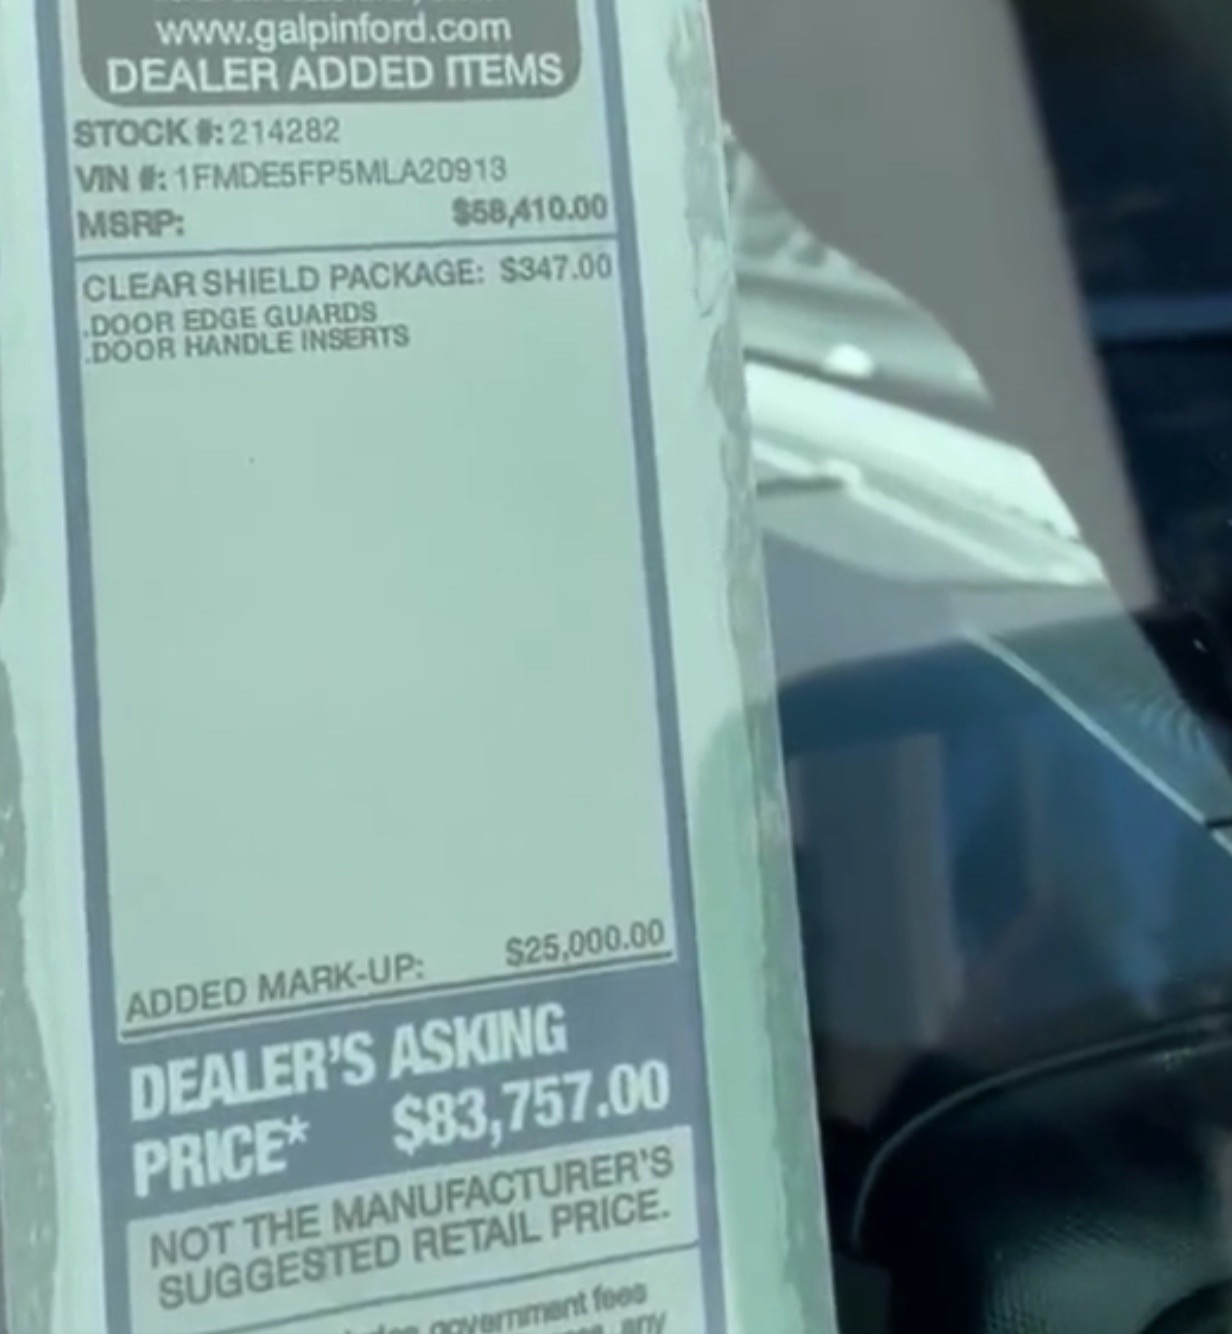 www.galpinford.com
DEALER ADDED ITEMS
STOCK #: 214282
VIN #: 1FMDE5FP5MLA20913
MSRP: $58,410.00
CLEAR SHIELD PACKAGE: $347.00
.DOOR EDGE GUARDS
.DOOR HANDLE INSERTS
ADDED MARK-UP: $25,000.00
DEALER'S ASKING
PRICE* $83,757.00
NOT THE MANUFACTURER'S
SUGGESTED RETAIL PRICE.
government fees
any